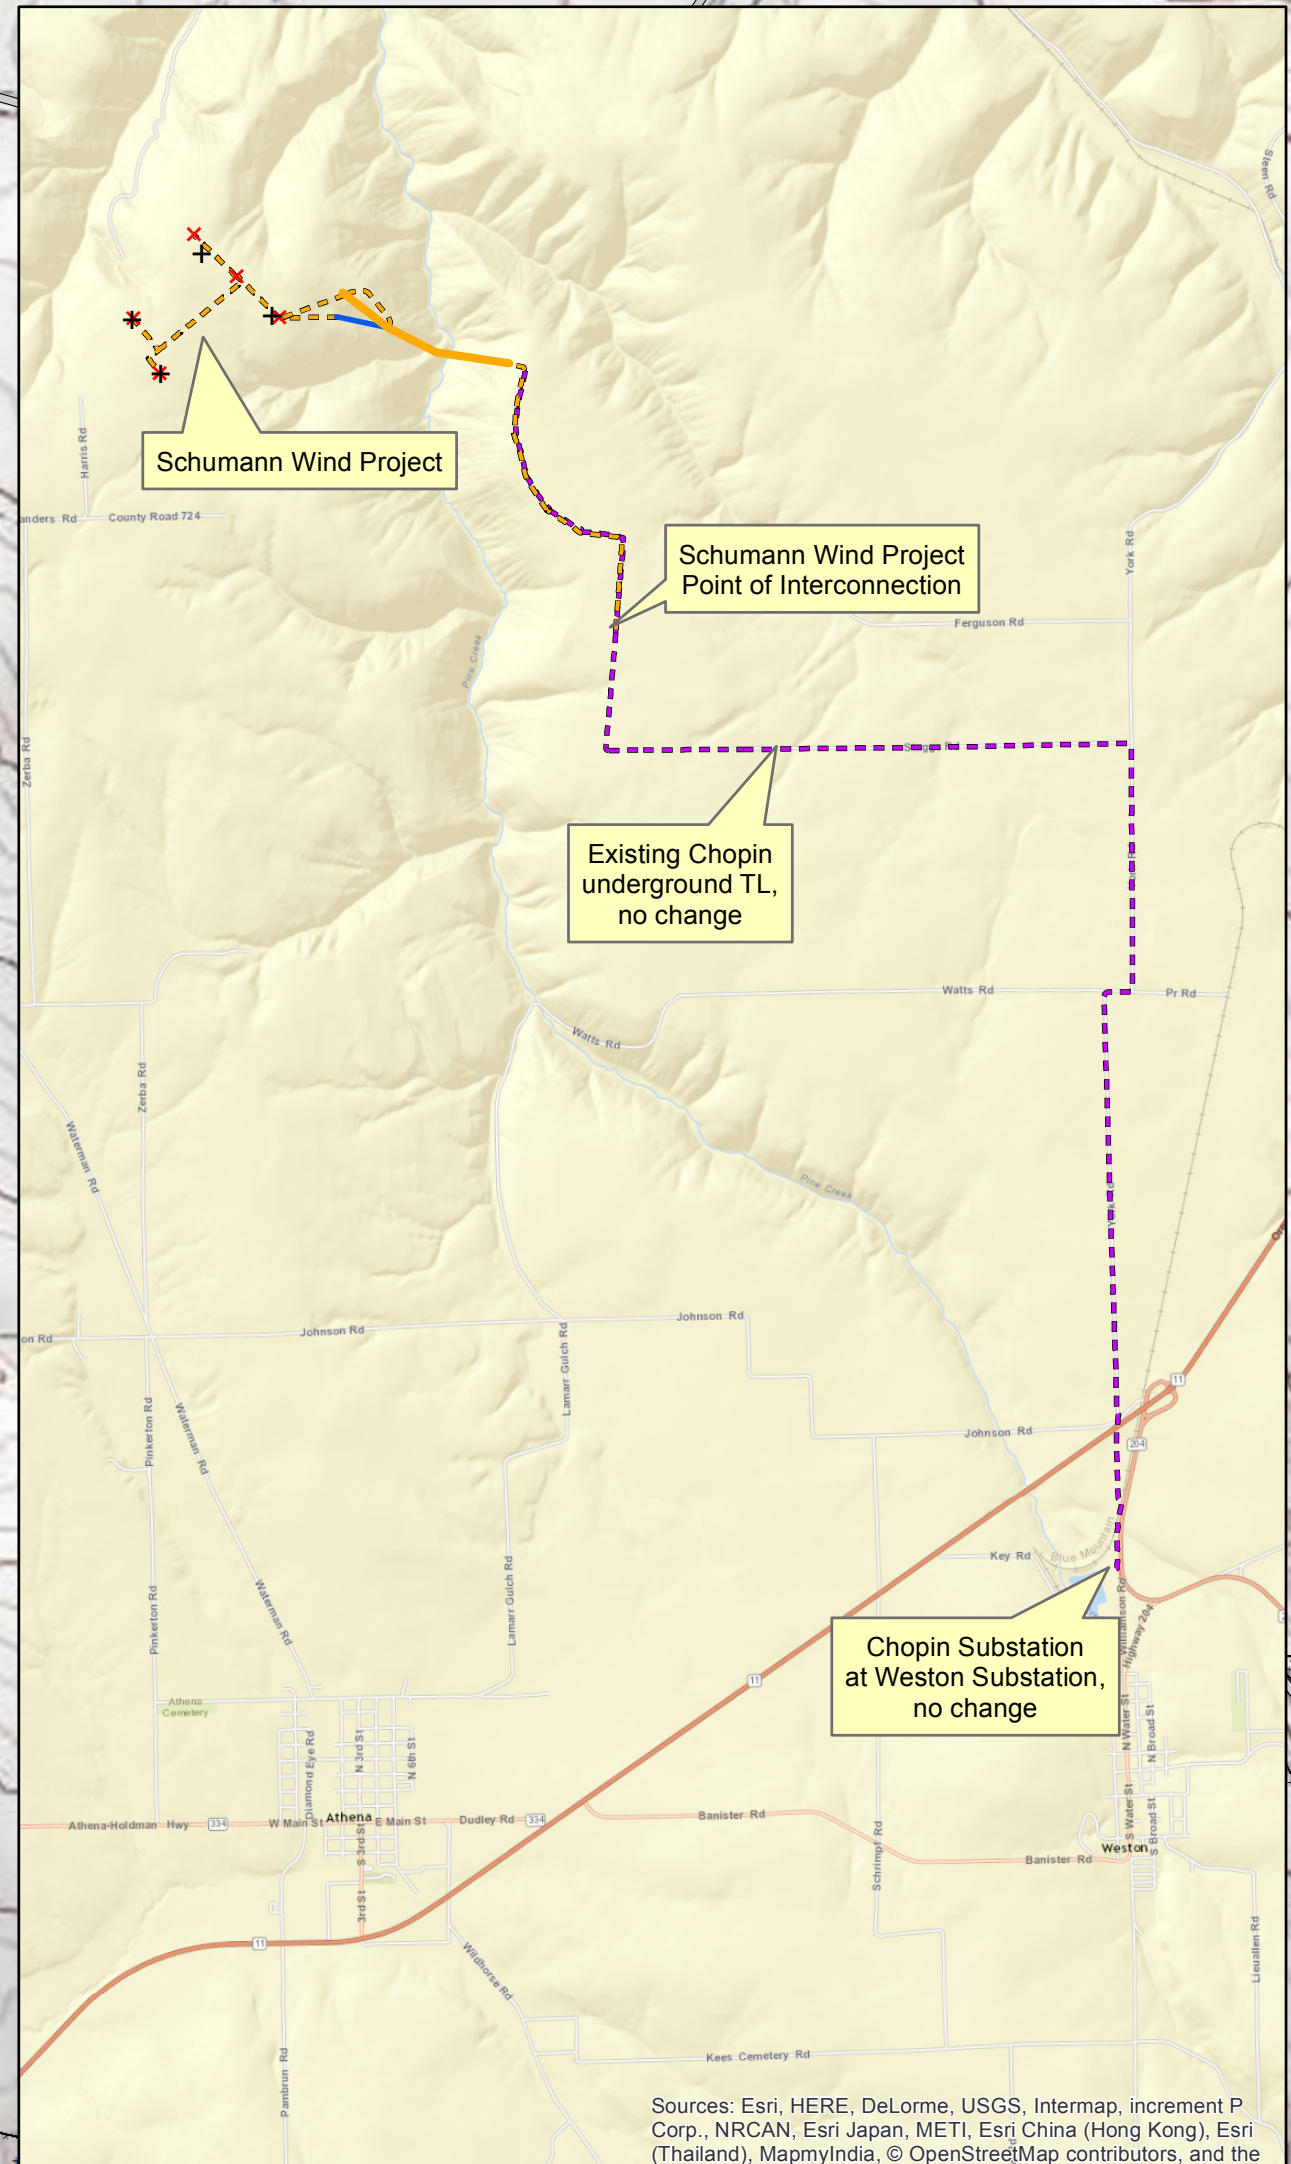 Steen Rd
Schumann Wind Project
Harris Rd
anders Rd
County Road 724
York Rd
Schumann Wind Project
Point of Interconnection
Ferguson Rd
Pine Creek
Zerba Rd
Existing Chopin
underground TL,
no change
Watts Rd
Pr Rd
Watts Rd
Zerba Rd
Waterman Rd
Pine Creek
York Rd
on Rd
Johnson Rd
Johnson Rd
Lamarr Gulch Rd
11
Pinkerton Rd
Waterman Rd
Johnson Rd
204
Blue Mountain
Key Rd
Lamarr Gulch Rd
Pinkerton Rd
Waterman Rd
Williamson Rd
Highway 204
Chopin Substation
at Weston Substation,
no change
11
Athena
Cemetery
Diamond Eye Rd
N 3rd St
N 6th St
N Water St
N Broad St
Athena-Holdman Hwy
334
W Main St
Athena
E Main St
Dudley Rd
334
Banister Rd
S 3rd St
Schrimpf Rd
S Water St
S Broad St
Weston
Banister Rd
3rd St
11
Wildhorse Rd
Lieuallen Rd
Pambrun Rd
Kees Cemetery Rd
Sources: Esri, HERE, DeLorme, USGS, Intermap, increment P
Corp., NRCAN, Esri Japan, METI, Esri China (Hong Kong), Esri
(Thailand), MapmyIndia, © OpenStreetMap contributors, and the